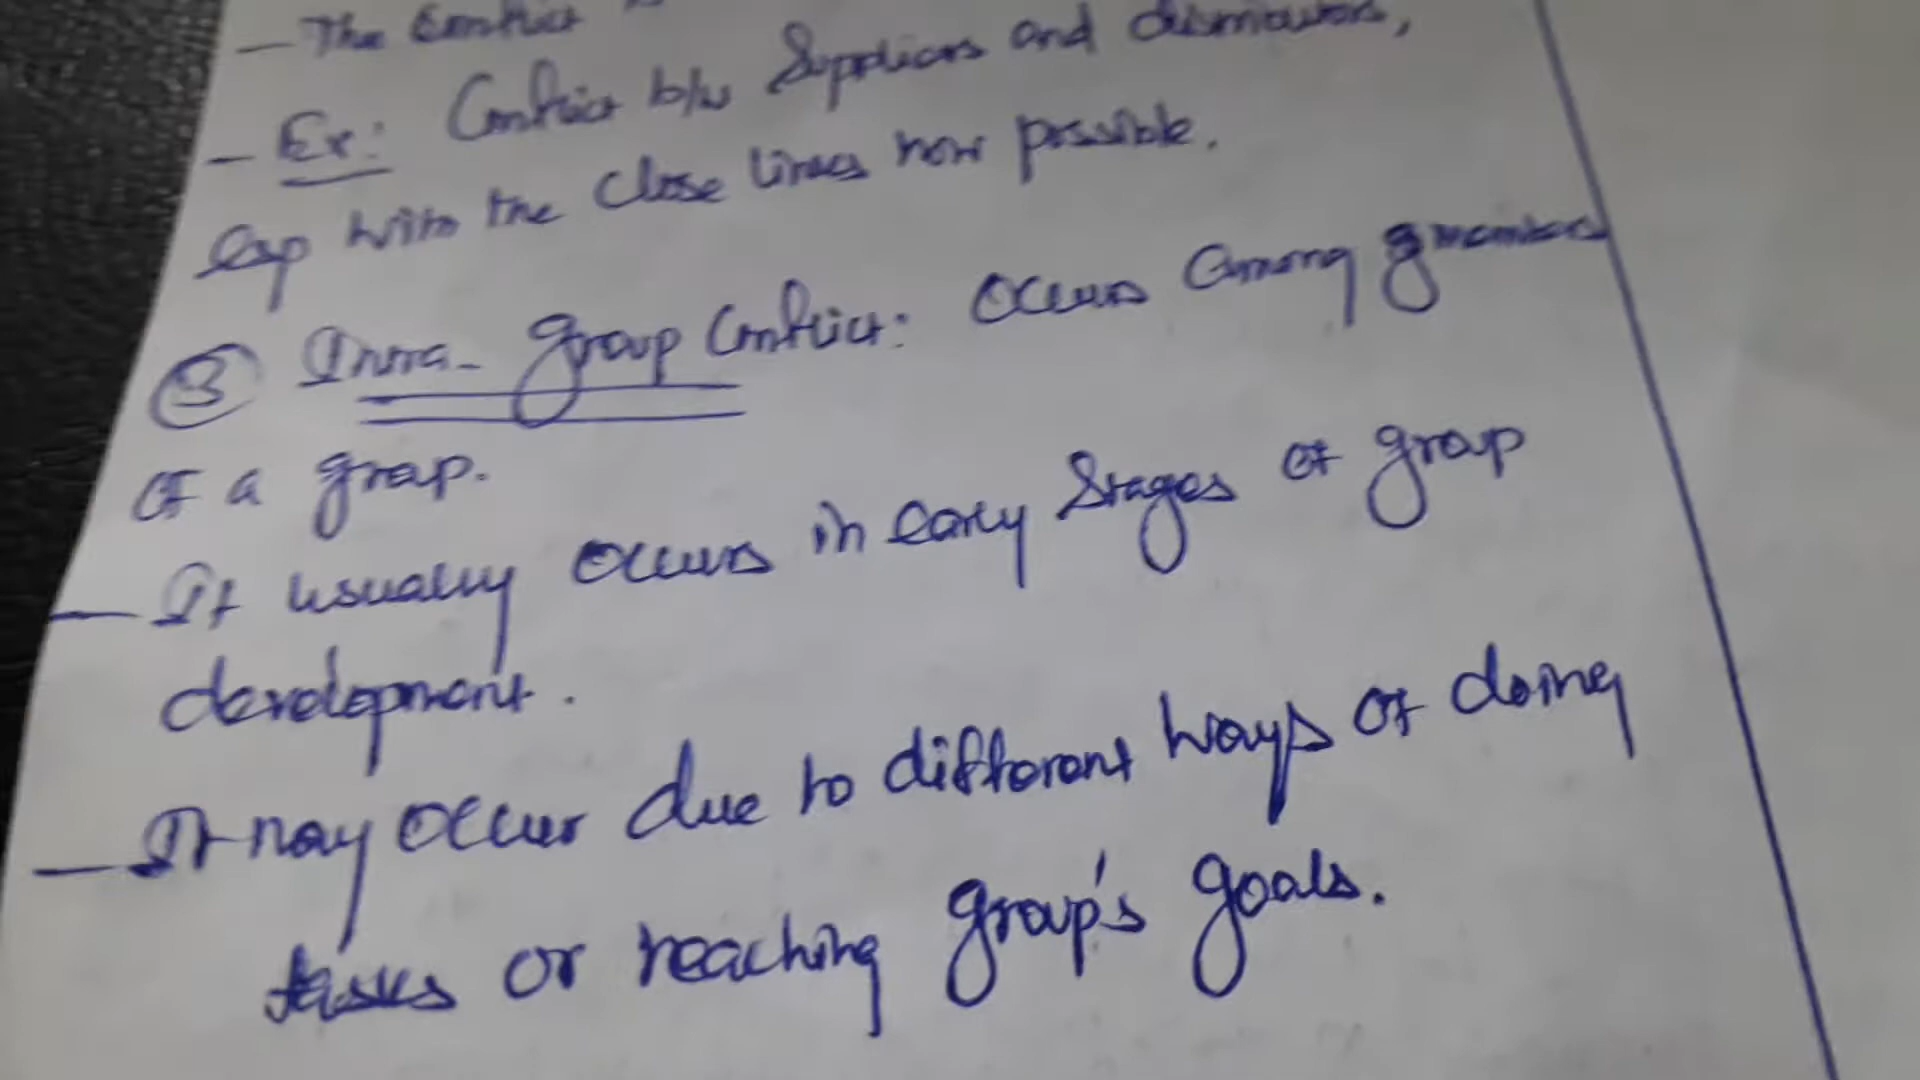 - The Conflict
- Ex: Conflict b/w Suppliers and distributors,
esp with the close links now possible.
③ Intra-group Conflict: Occurs among members
of a group.
- It usually occurs in early stages of group
development.
- It may occur due to different ways of doing
tasks or reaching group's goals.